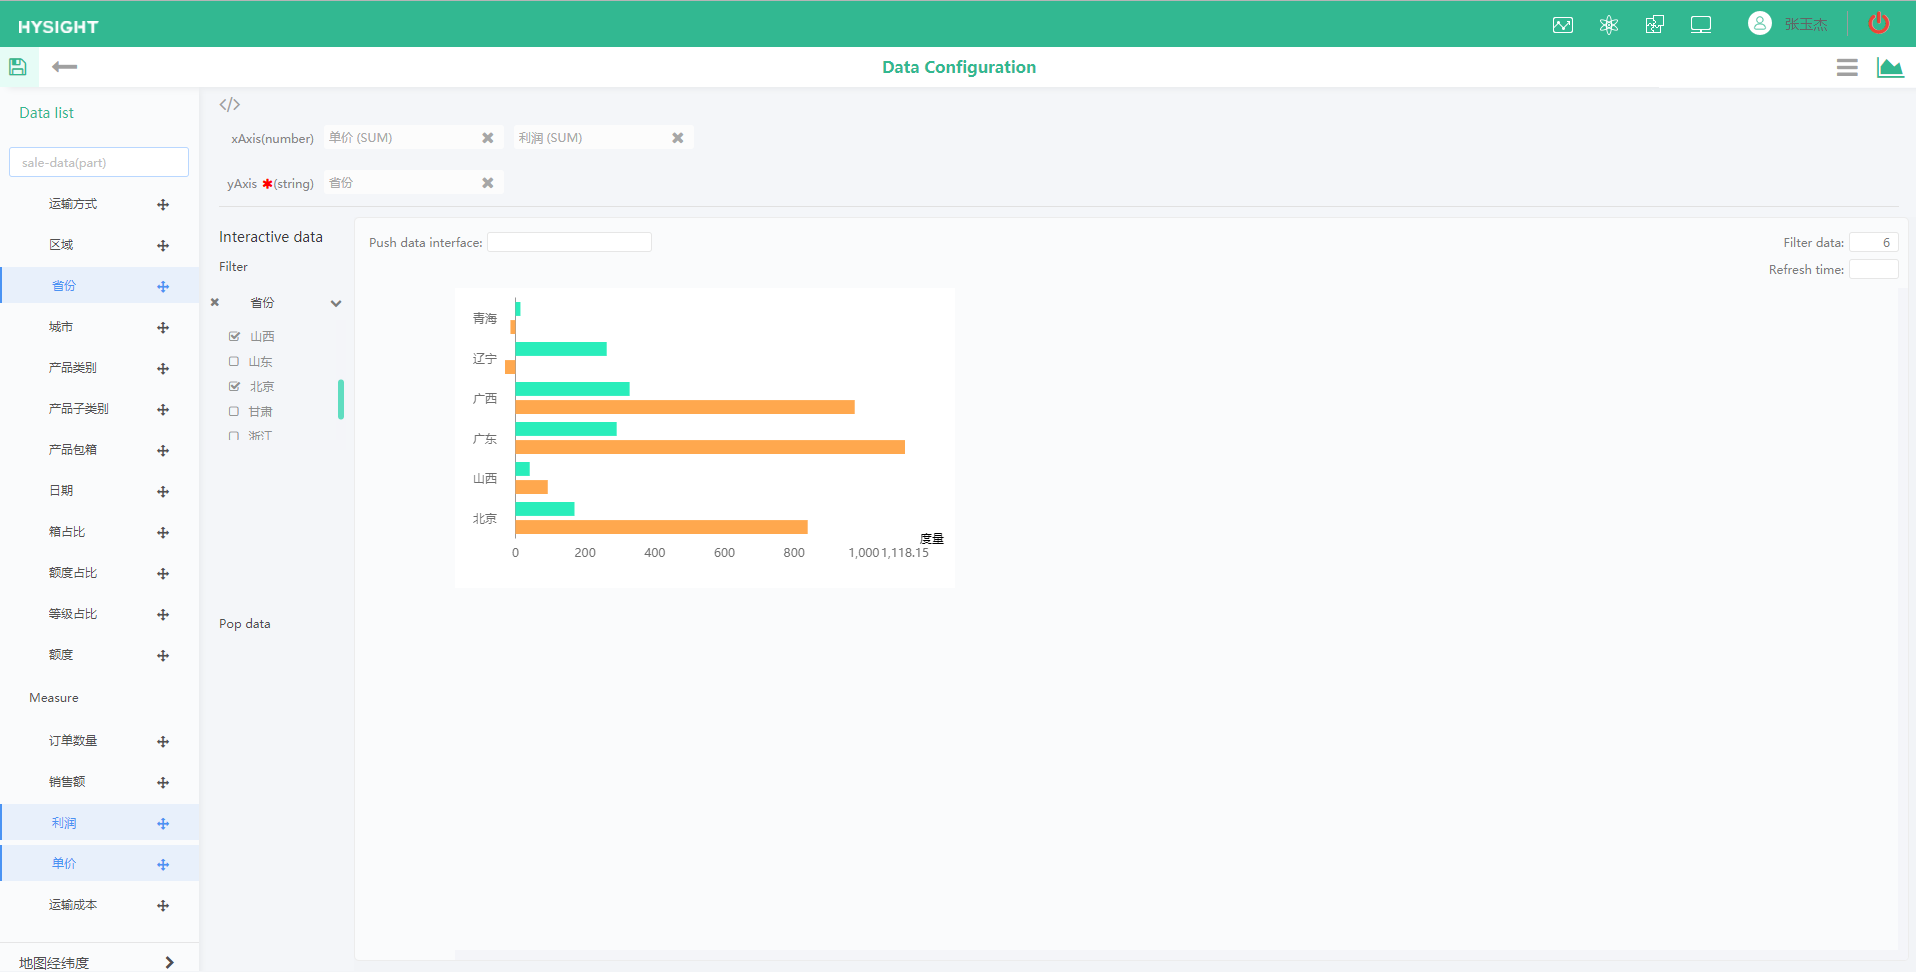 HYSIGHT
张玉杰
Data Configuration
Data list
sale-data(part)
运输方式
区域
省份
城市
产品类别
产品子类别
产品包箱
日期
箱占比
额度占比
等级占比
额度
Measure
订单数量
销售额
利润
单价
运输成本
地图经纬度
</>
xAxis(number) 单价 (SUM) 利润 (SUM)
yAxis ✱(string) 省份
Interactive data
Filter
省份
山西
山东
北京
甘肃
浙江
Pop data
Push data interface:
Filter data: 6
Refresh time:
青海
辽宁
广西
广东
山西
北京
度量
0 200 400 600 800 1,000 1,118.15